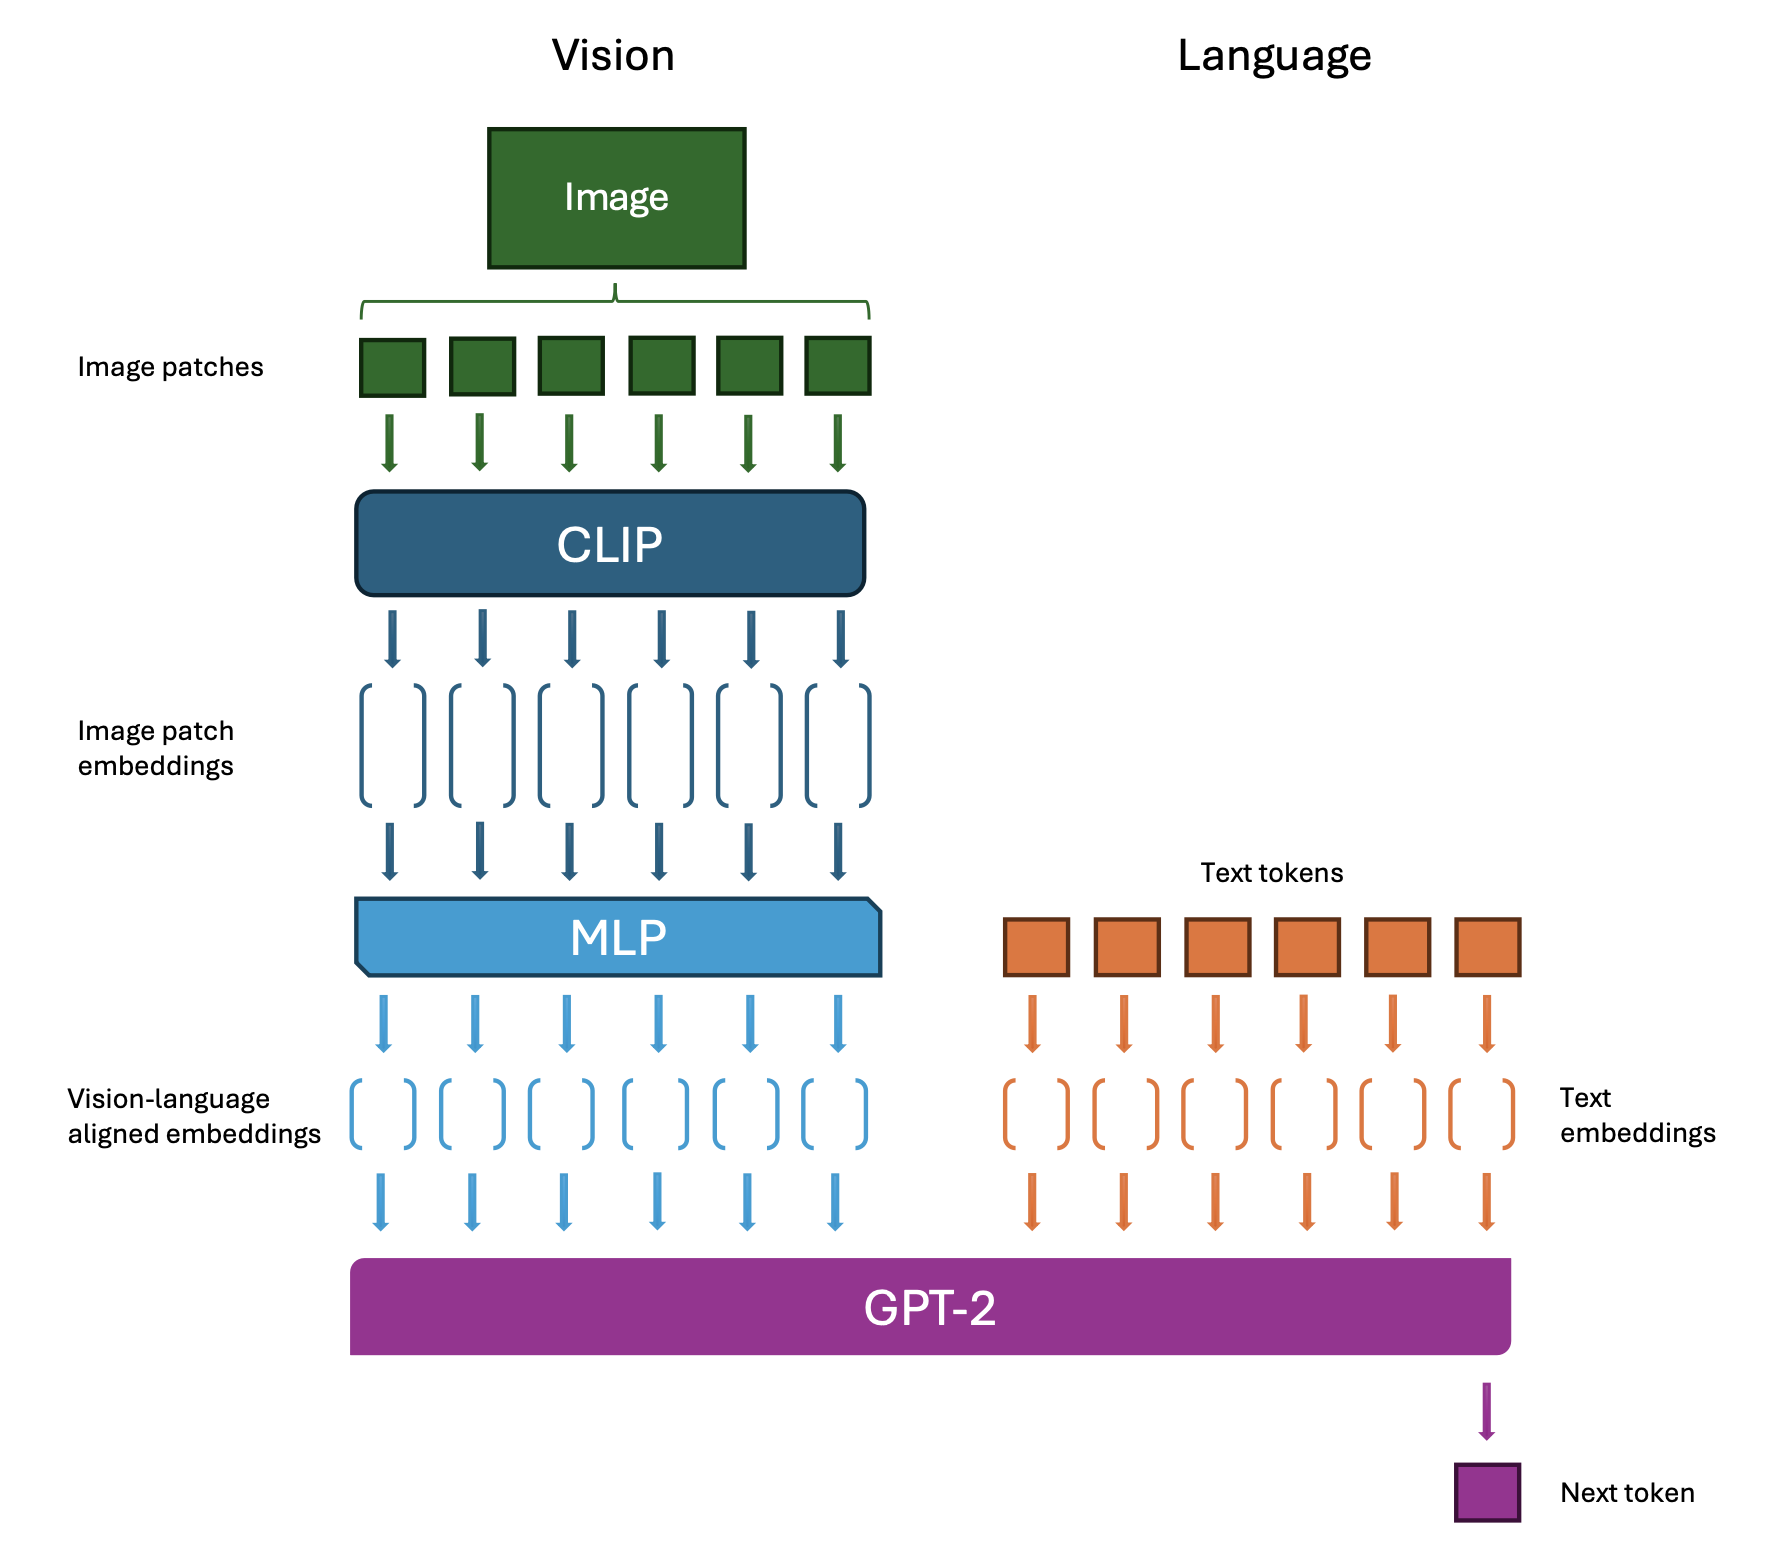 Vision
Language
Image
Image patches
CLIP
Image patch
embeddings
Text tokens
MLP
Vision-language
aligned embeddings
Text
embeddings
GPT-2
Next token